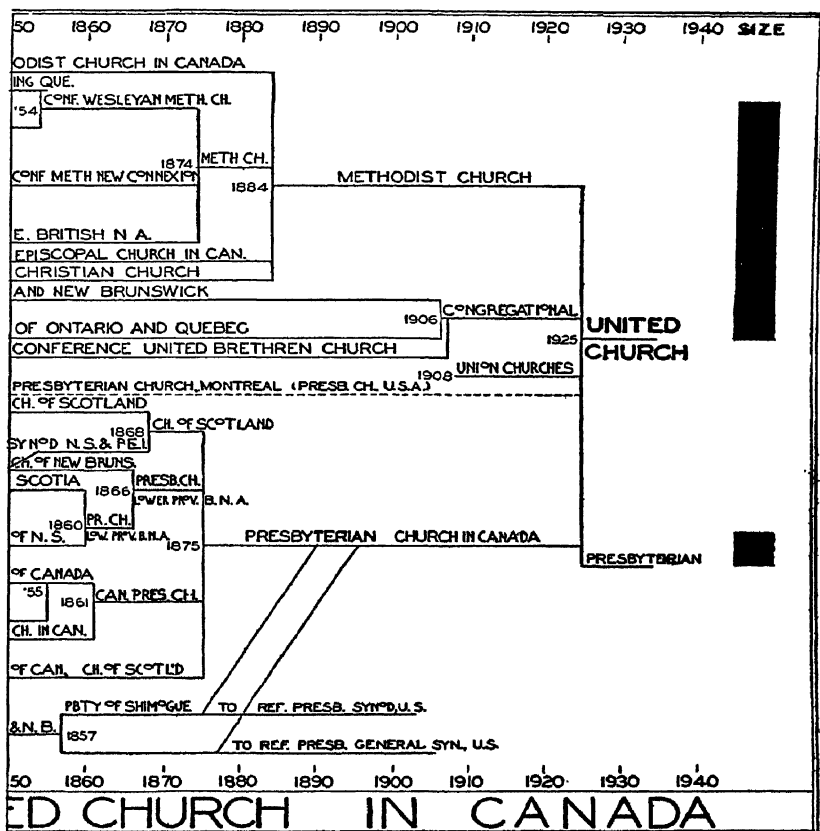 50 1860 1870 1880 1890 1900 1910 1920 1930 1940 SIZE
ODIST CHURCH IN CANADA
ING QUE.
'54 CONF. WESLEYAN METH. CH.
1874 METH CH.
CONF METH NEW CONNEXION
1884 METHODIST CHURCH
E. BRITISH N A.
EPISCOPAL CHURCH IN CAN.
CHRISTIAN CHURCH
AND NEW BRUNSWICK
1906 CONGREGATIONAL
OF ONTARIO AND QUEBEC
1925 UNITED
CHURCH
CONFERENCE UNITED BRETHREN CHURCH
1908 UNION CHURCHES
PRESBYTERIAN CHURCH, MONTREAL (PRESB. CH. U.S.A.)
CH. OF SCOTLAND
1868 CH. OF SCOTLAND
SYNOD N.S. & P.E.I.
CH. OF NEW BRUNS.
SCOTIA
1866 PRESB. CH.
LOWER PROV. B.N.A.
1860 PR. CH.
LOW. PROV. B.N.A.
OF N.S.
1875 PRESBYTERIAN CHURCH IN CANADA
PRESBYTERIAN
OF CANADA
'55 1861 CAN. PRES. CH.
CH. IN CAN.
OF CAN. CH. OF SCOTL'D
PBTY OF SHIMOGUE TO REF. PRESB. SYNOD, U.S.
& N.B. 1857
TO REF. PRESB. GENERAL SYN., U.S.
50 1860 1870 1880 1890 1900 1910 1920 1930 1940
ED CHURCH IN CANADA